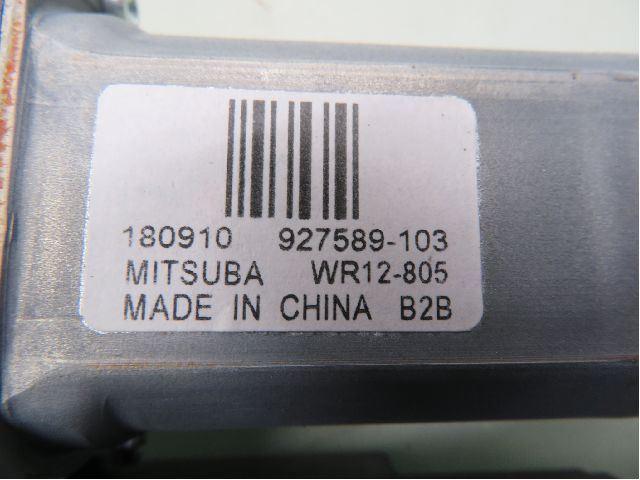 180910 927589-103
MITSUBA WR12-805
MADE IN CHINA B2B